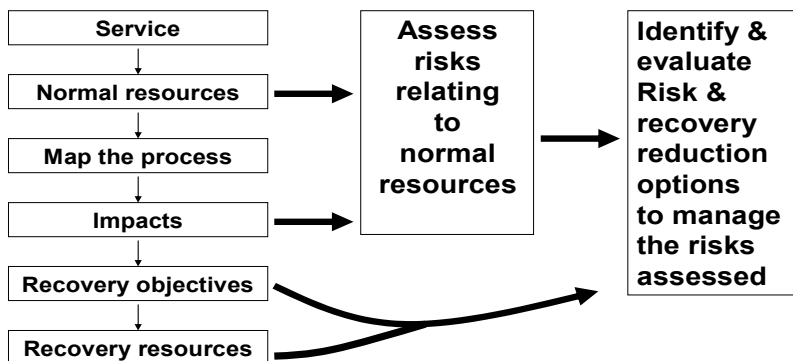 Service
Normal resources
Map the process
Impacts
Recovery objectives
Recovery resources
Assess
risks
relating
to
normal
resources
Identify &
evaluate
Risk &
recovery
reduction
options
to manage
the risks
assessed